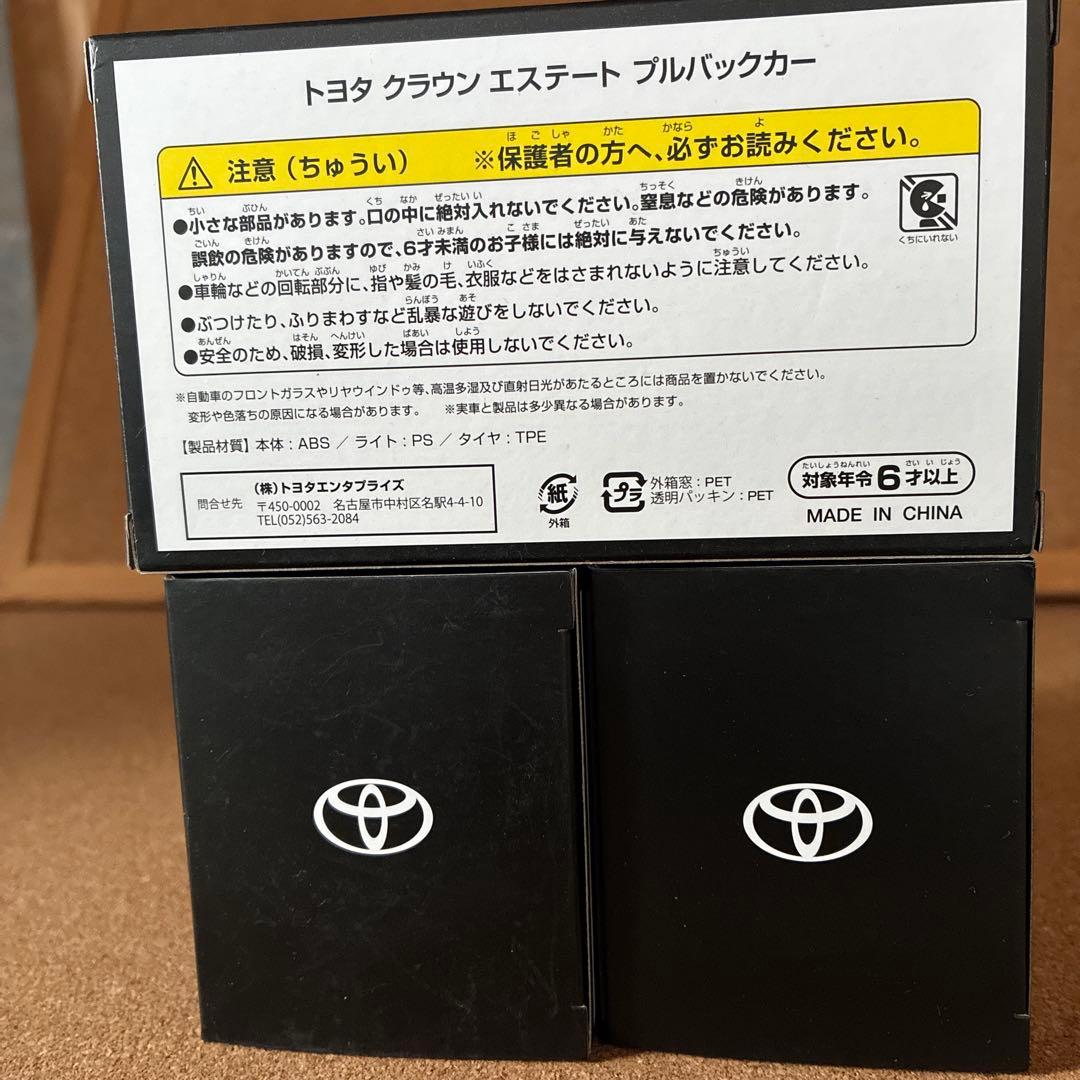 トヨタ クラウン エステート プルバックカー
注意（ちゅうい） ※保護者の方へ、必ずお読みください。
●小さな部品があります。口の中に絶対入れないでください。窒息などの危険があります。
誤飲の危険がありますので、6才未満のお子様には絶対に与えないでください。
●車輪などの回転部分に、指や髪の毛、衣服などをはさまれないように注意してください。
●ぶつけたり、ふりまわすなど乱暴な遊びをしないでください。
●安全のため、破損、変形した場合は使用しないでください。
くちにいれない
※自動車のフロントガラスやリヤウインドゥ等、高温多湿及び直射日光があたるところには商品を置かないでください。
変形や色落ちの原因になる場合があります。 ※実車と製品は多少異なる場合があります。
【製品材質】本体：ABS ／ ライト：PS ／ タイヤ：TPE
問合せ先
（株）トヨタエンタプライズ
〒450-0002 名古屋市中村区名駅4-4-10
TEL(052)563-2084
紙
外箱
プラ
外箱窓：PET
透明パッキン：PET
対象年令6才以上
MADE IN CHINA